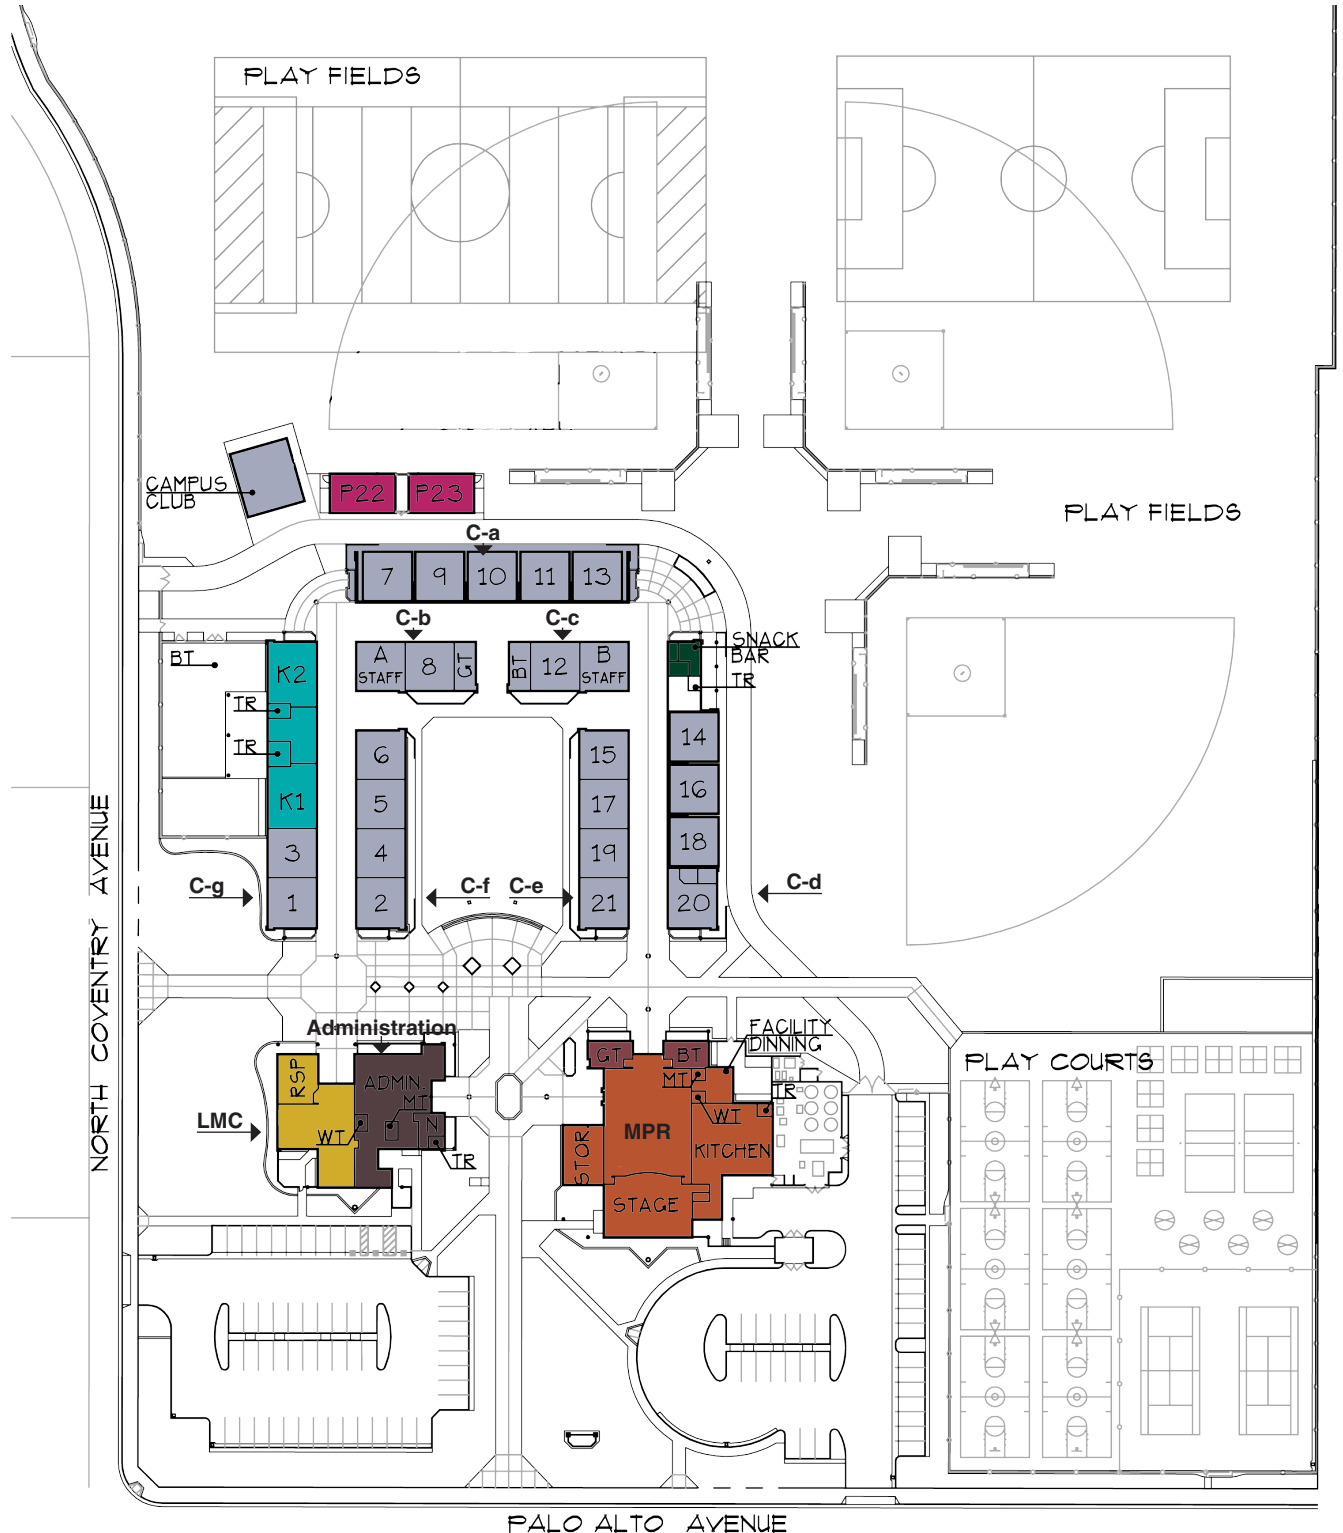 PLAY FIELDS
CAMPUS
CLUB
P22
P23
PLAY FIELDS
C-a
7
9
10
11
13
C-b
C-c
A
STAFF
8
GT
BT
12
B
STAFF
SNACK
BAR
TR
BT
K2
TR
TR
K1
3
1
6
5
4
2
15
17
19
21
14
16
18
20
C-g
C-f
C-e
C-d
NORTH COVENTRY AVENUE
Administration
RSP
ADMIN.
MT
WT
N
TR
LMC
GT
BT
FACILITY
DINNING
MT
WI
TR
MPR
KITCHEN
STOR.
STAGE
PLAY COURTS
PALO ALTO AVENUE